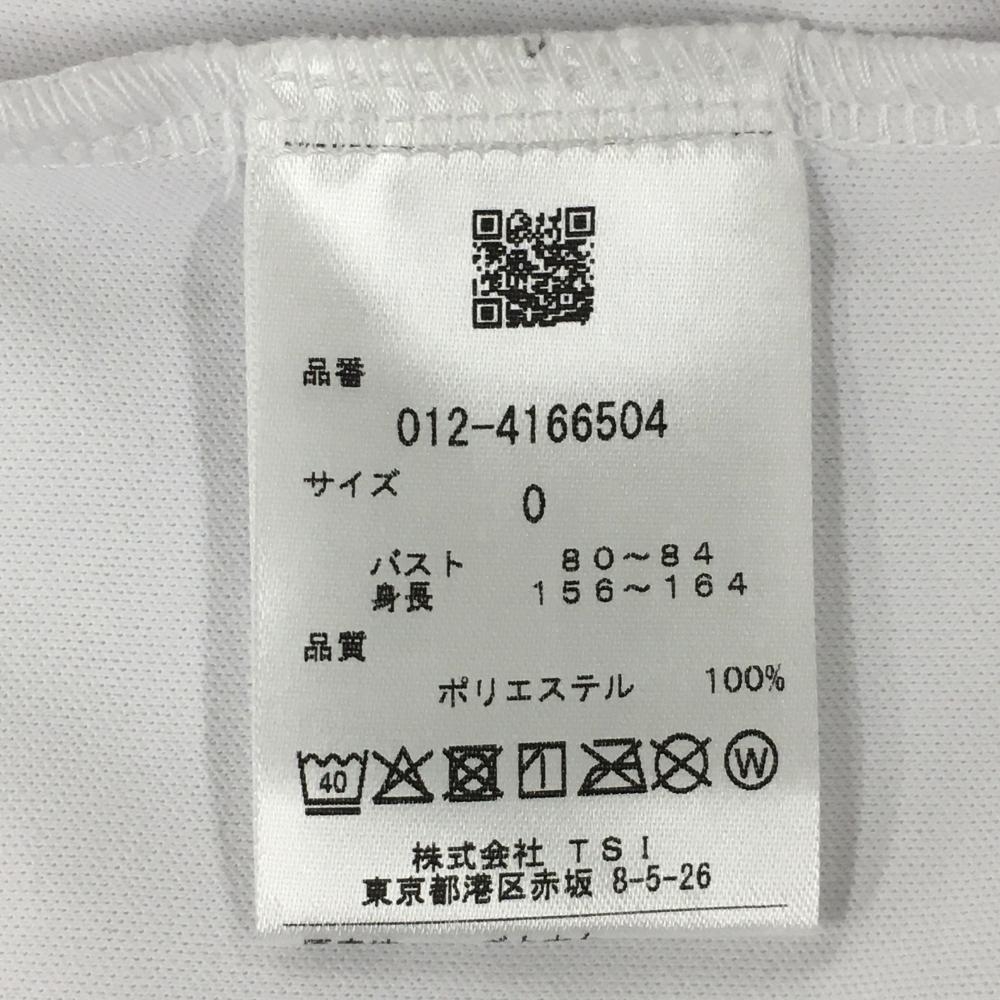 品番
012-4166504
サイズ 0
バスト 80～84
身長 156～164
品質
ポリエステル 100%
40
W
株式会社 TSI
東京都港区赤坂 8-5-26